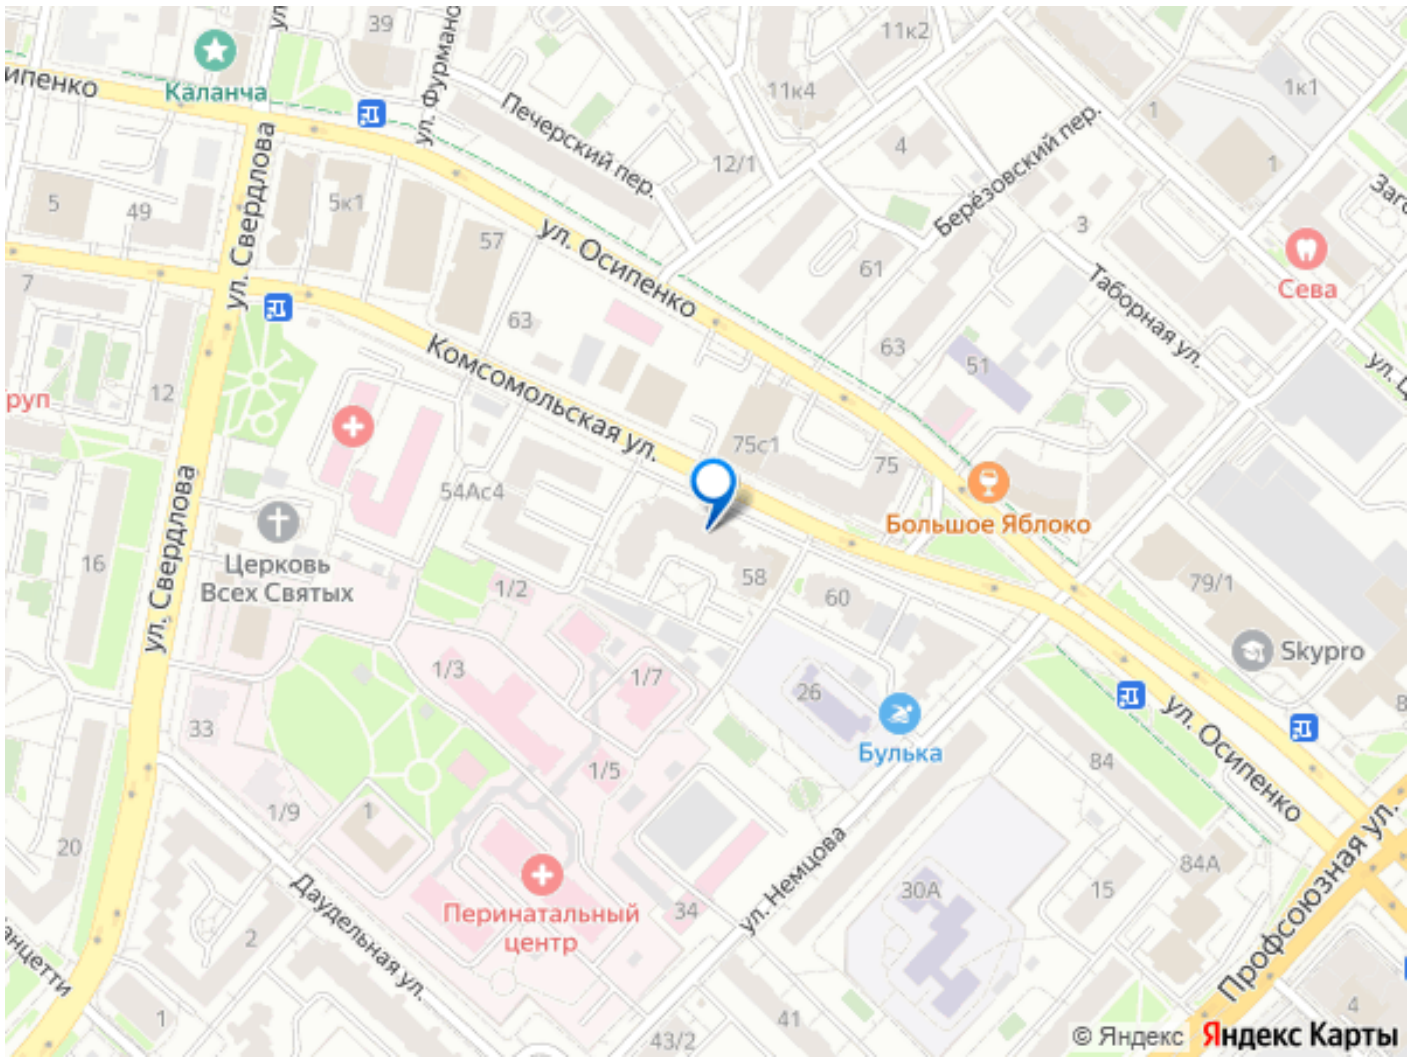 39
ул. Фурмано
11к2
ипенко
Каланча
11к4
1к1
1
Печерский пер.
4
12/1
Берёзовский пер.
1
ул. Свердлова
5
49
5к1
57
ул. Осипенко
61
3
Заго
Сева
7
63
Таборная ул.
Комсомольская ул.
63
51
ул. Ц
руп
12
75с1
75
54Ас4
Большое Яблоко
16
Церковь
Всех Святых
ул. Свердлова
1/2
58
60
79/1
Skypro
1/3
1/7
26
33
Булька
ул. Осипенко
8
84
1/5
1/9
1
20
ул. Немцова
84А
Даудельная ул.
Перинатальный
центр
34
30А
15
Профсоюзная ул.
2
анцетти
1
43/2
41
4
© Яндекс Яндекс Карты